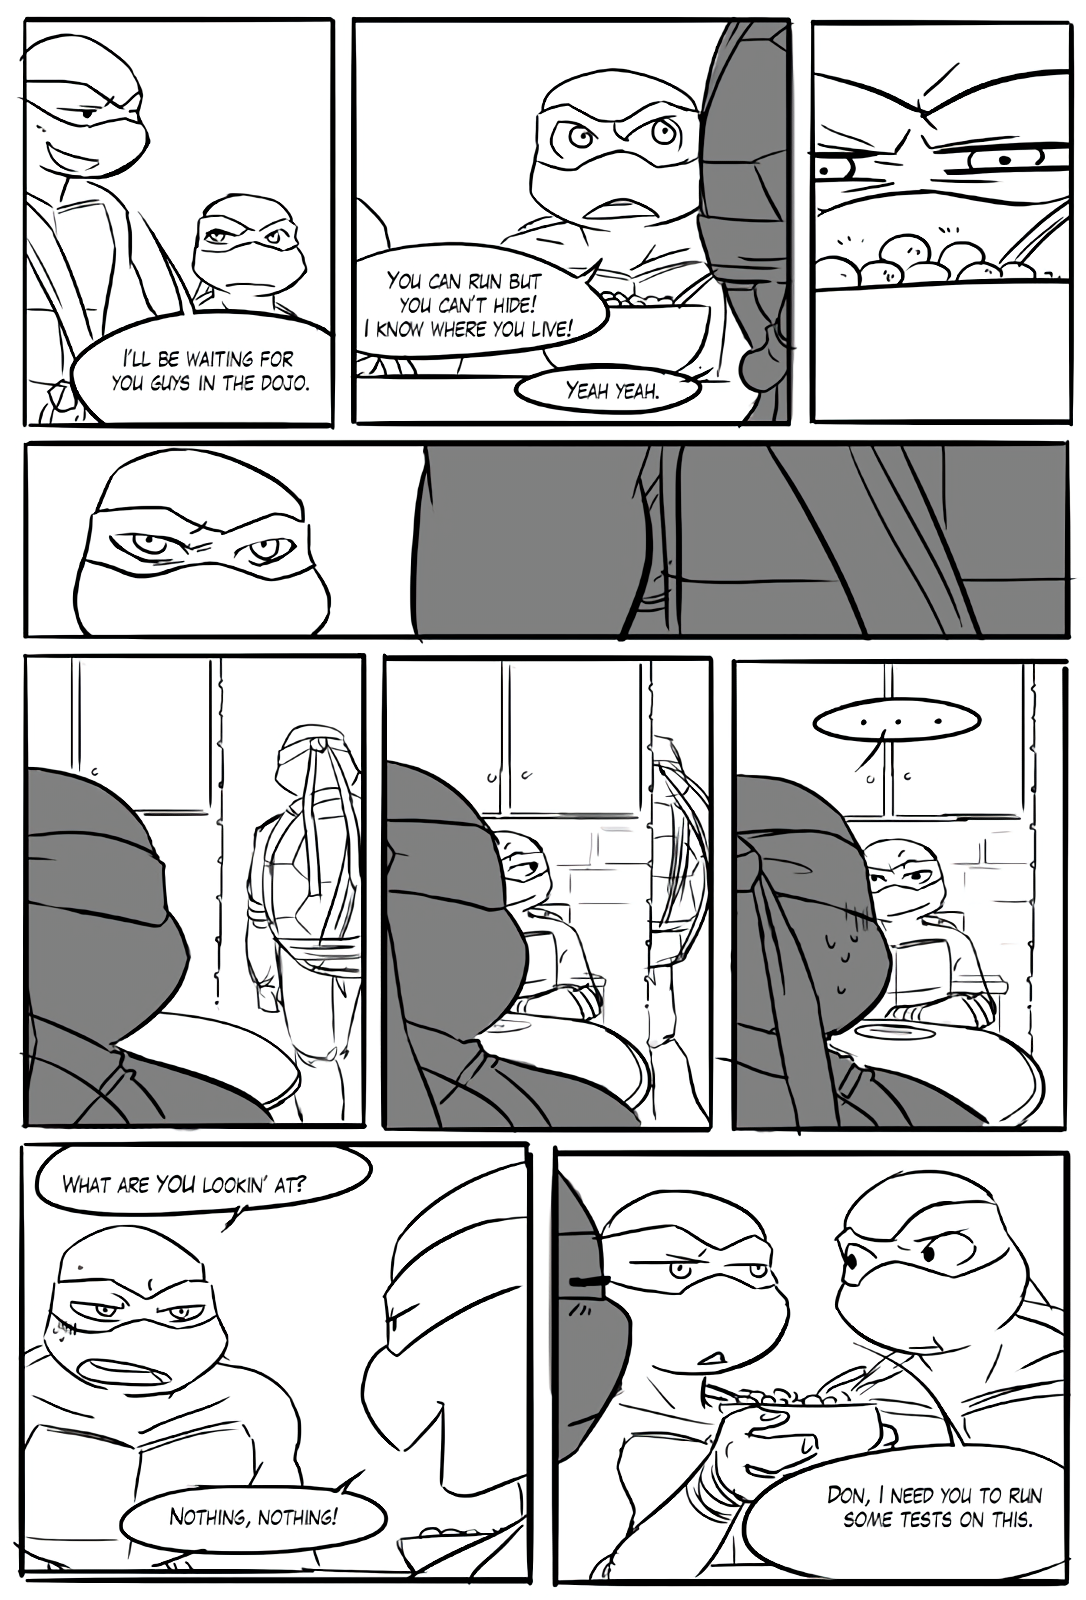 I'LL BE WAITING FOR
YOU GUYS IN THE DOJO.
YOU CAN RUN BUT
YOU CAN'T HIDE!
I KNOW WHERE YOU LIVE!
YEAH YEAH.
. . .
WHAT ARE YOU LOOKIN' AT?
NOTHING, NOTHING!
DON, I NEED YOU TO RUN
SOME TESTS ON THIS.